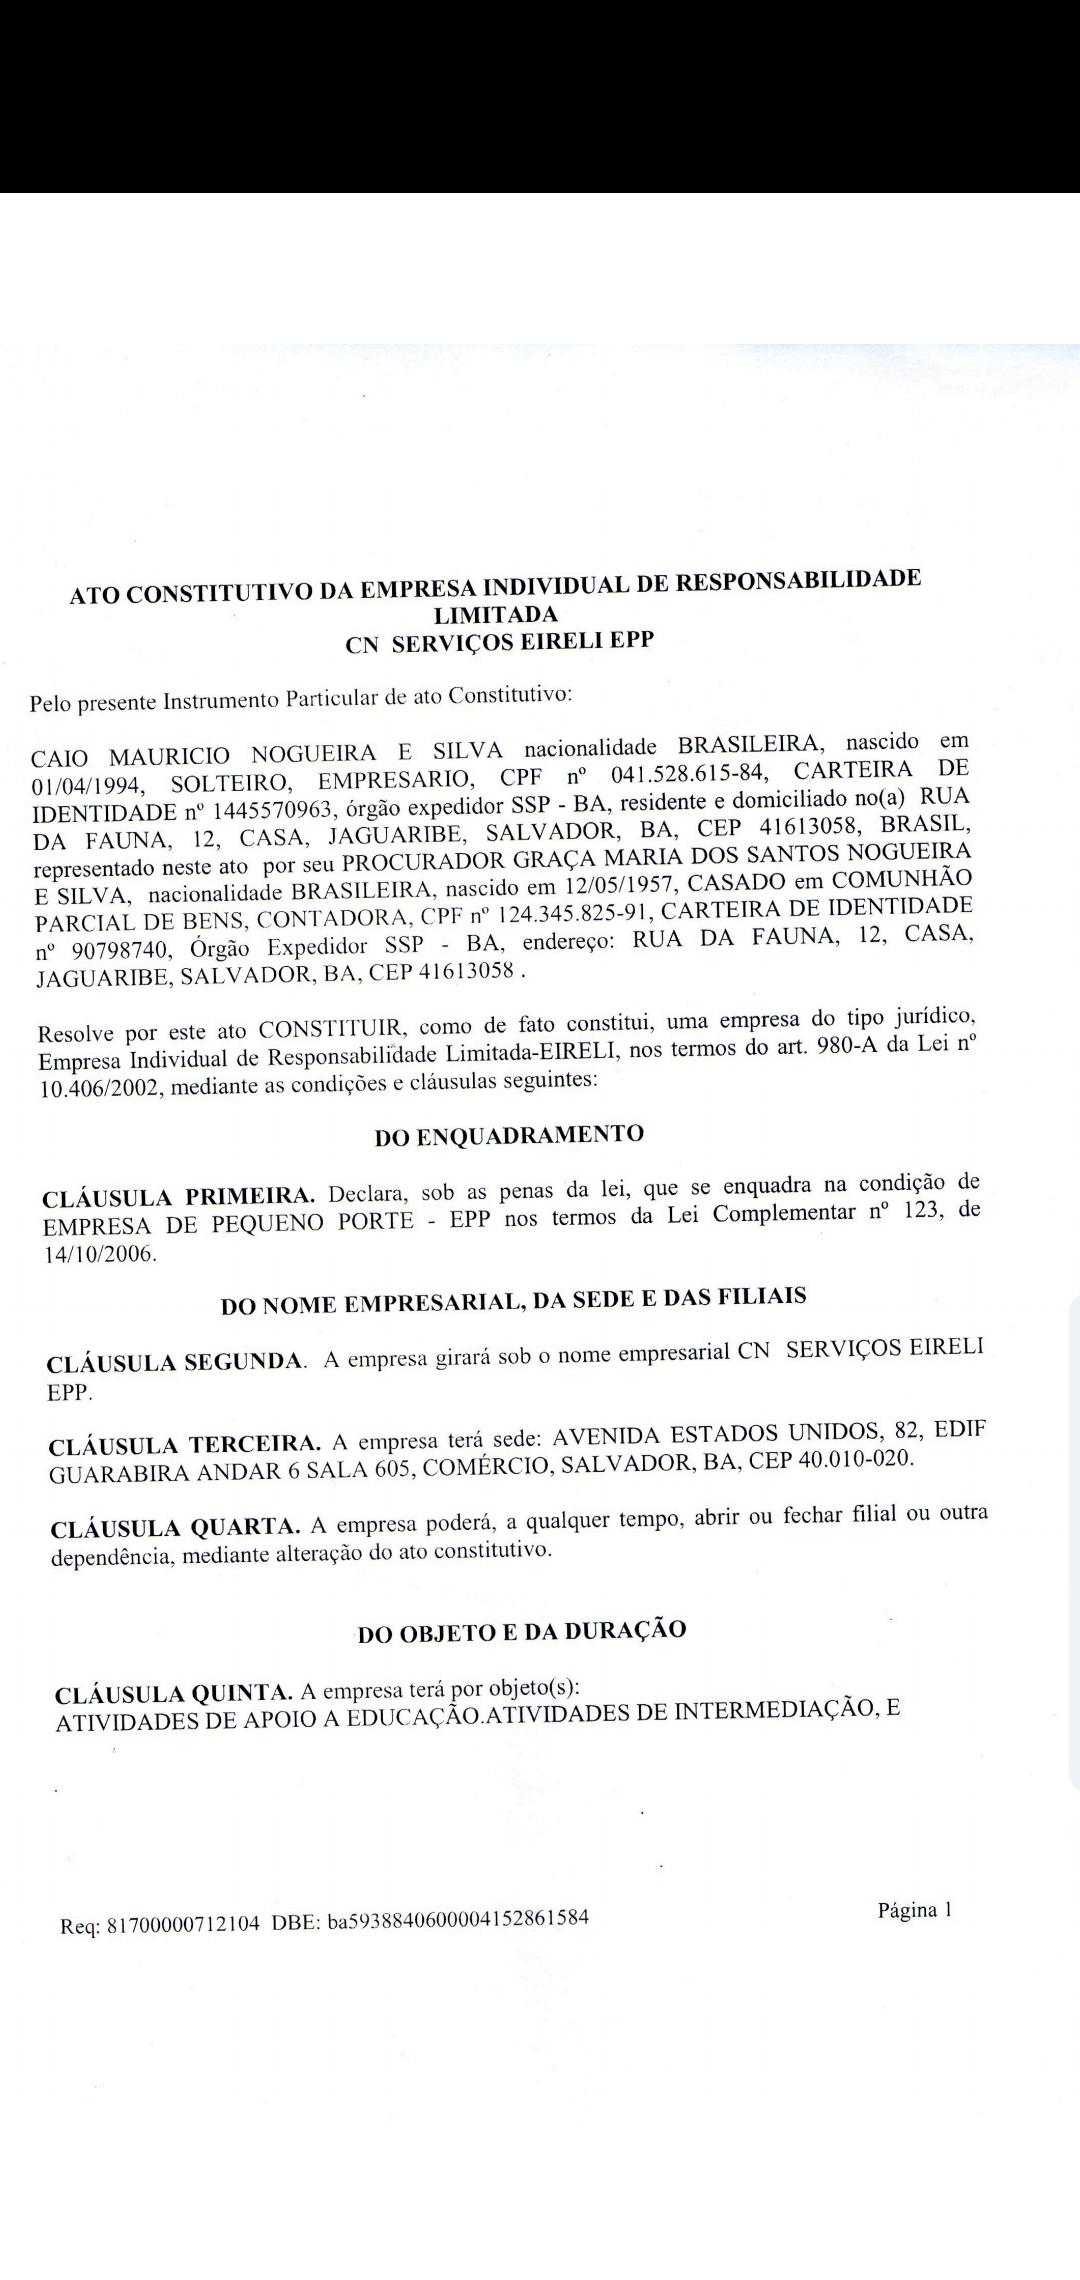 ATO CONSTITUTIVO DA EMPRESA INDIVIDUAL DE RESPONSABILIDADE
LIMITADA
CN SERVIÇOS EIRELI EPP
Pelo presente Instrumento Particular de ato Constitutivo:
CAIO MAURICIO NOGUEIRA E SILVA nacionalidade BRASILEIRA, nascido em
01/04/1994, SOLTEIRO, EMPRESARIO, CPF nº 041.528.615-84, CARTEIRA DE
IDENTIDADE nº 1445570963, órgão expedidor SSP - BA, residente e domiciliado no(a) RUA
DA FAUNA, 12, CASA, JAGUARIBE, SALVADOR, BA, CEP 41613058, BRASIL,
representado neste ato por seu PROCURADOR GRAÇA MARIA DOS SANTOS NOGUEIRA
E SILVA, nacionalidade BRASILEIRA, nascido em 12/05/1957, CASADO em COMUNHÃO
PARCIAL DE BENS, CONTADORA, CPF nº 124.345.825-91, CARTEIRA DE IDENTIDADE
nº 90798740, Órgão Expedidor SSP - BA, endereço: RUA DA FAUNA, 12, CASA,
JAGUARIBE, SALVADOR, BA, CEP 41613058 .
Resolve por este ato CONSTITUIR, como de fato constitui, uma empresa do tipo jurídico,
Empresa Individual de Responsabilidade Limitada-EIRELI, nos termos do art. 980-A da Lei nº
10.406/2002, mediante as condições e cláusulas seguintes:
DO ENQUADRAMENTO
CLÁUSULA PRIMEIRA. Declara, sob as penas da lei, que se enquadra na condição de
EMPRESA DE PEQUENO PORTE - EPP nos termos da Lei Complementar nº 123, de
14/10/2006.
DO NOME EMPRESARIAL, DA SEDE E DAS FILIAIS
CLÁUSULA SEGUNDA. A empresa girará sob o nome empresarial CN SERVIÇOS EIRELI
EPP.
CLÁUSULA TERCEIRA. A empresa terá sede: AVENIDA ESTADOS UNIDOS, 82, EDIF
GUARABIRA ANDAR 6 SALA 605, COMÉRCIO, SALVADOR, BA, CEP 40.010-020.
CLÁUSULA QUARTA. A empresa poderá, a qualquer tempo, abrir ou fechar filial ou outra
dependência, mediante alteração do ato constitutivo.
DO OBJETO E DA DURAÇÃO
CLÁUSULA QUINTA. A empresa terá por objeto(s):
ATIVIDADES DE APOIO A EDUCAÇÃO.ATIVIDADES DE INTERMEDIAÇÃO, E
Req: 81700000712104 DBE: ba5938840600004152861584
Página 1